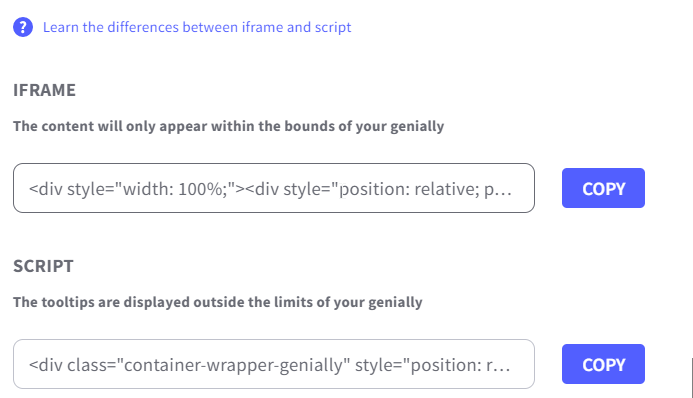 ? Learn the differences between iframe and script
IFRAME
The content will only appear within the bounds of your genially
<div style="width: 100%;"><div style="position: relative; p...
COPY
SCRIPT
The tooltips are displayed outside the limits of your genially
<div class="container-wrapper-genially" style="position: r...
COPY